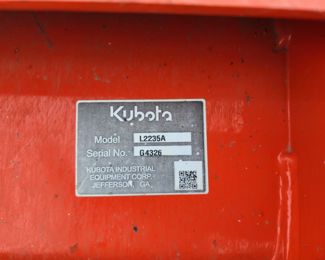 Kubota
Model L2235A
Serial No. G4326
KUBOTA INDUSTRIAL
EQUIPMENT CORP.
JEFFERSON, GA.